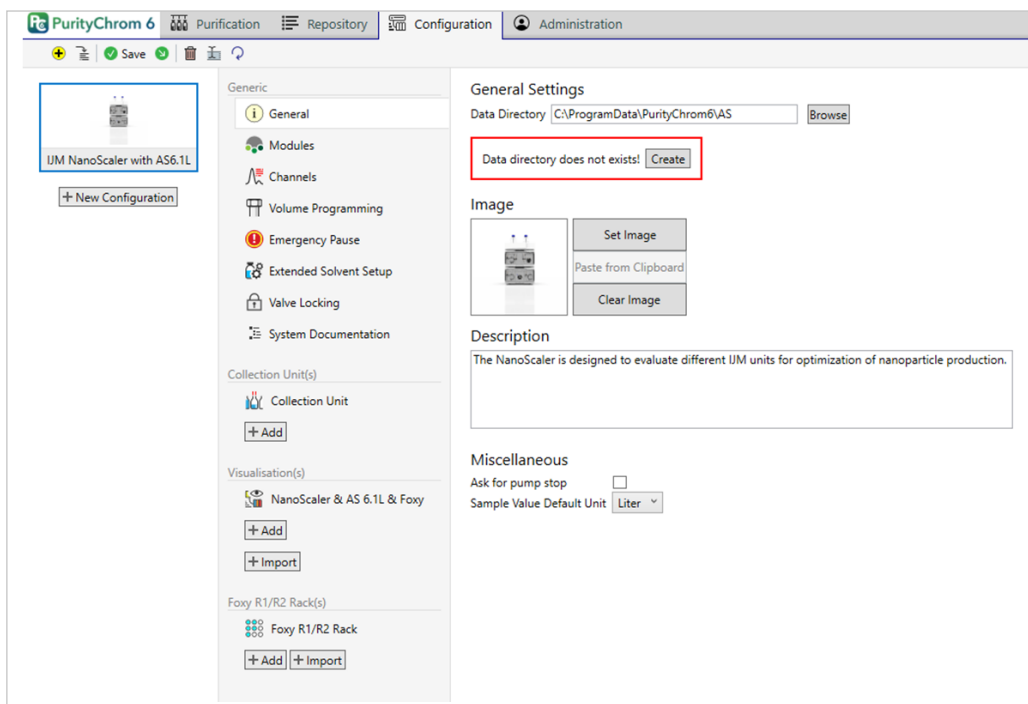 PurityChrom 6
Purification
Repository
Configuration
Administration
Save
IJM NanoScaler with AS6.1L
+ New Configuration
Generic
General
Modules
Channels
Volume Programming
Emergency Pause
Extended Solvent Setup
Valve Locking
System Documentation
Collection Unit(s)
Collection Unit
+ Add
Visualisation(s)
NanoScaler & AS 6.1L & Foxy
+ Add
+ Import
Foxy R1/R2 Rack(s)
Foxy R1/R2 Rack
+ Add + Import
General Settings
Data Directory C:\ProgramData\PurityChrom6\AS Browse
Data directory does not exists! Create
Image
Set Image
Paste from Clipboard
Clear Image
Description
The NanoScaler is designed to evaluate different IJM units for optimization of nanoparticle production.
Miscellaneous
Ask for pump stop
Sample Value Default Unit Liter